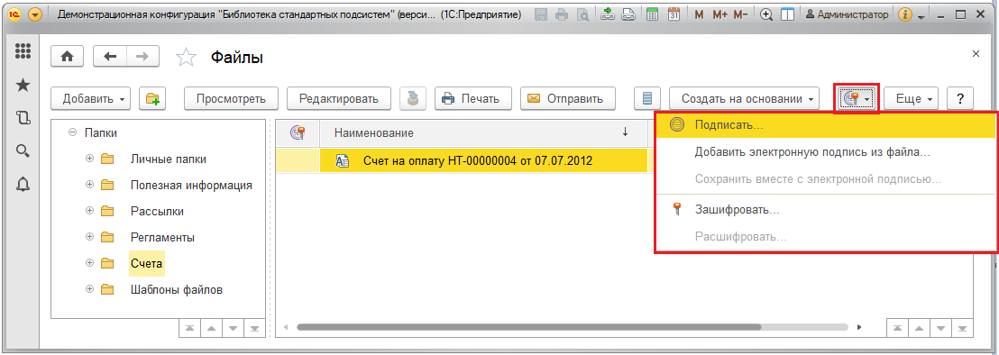 Демонстрационная конфигурация "Библиотека стандартных подсистем" (верси... (1С:Предприятие)
M M+ M-
Администратор
Файлы
Добавить
Просмотреть
Редактировать
Печать
Отправить
Создать на основании
Еще
?
Папки
Личные папки
Полезная информация
Рассылки
Регламенты
Счета
Шаблоны файлов
Наименование
Счет на оплату НТ-00000004 от 07.07.2012
Подписать...
Добавить электронную подпись из файла...
Сохранить вместе с электронной подписью...
Зашифровать...
Расшифровать...